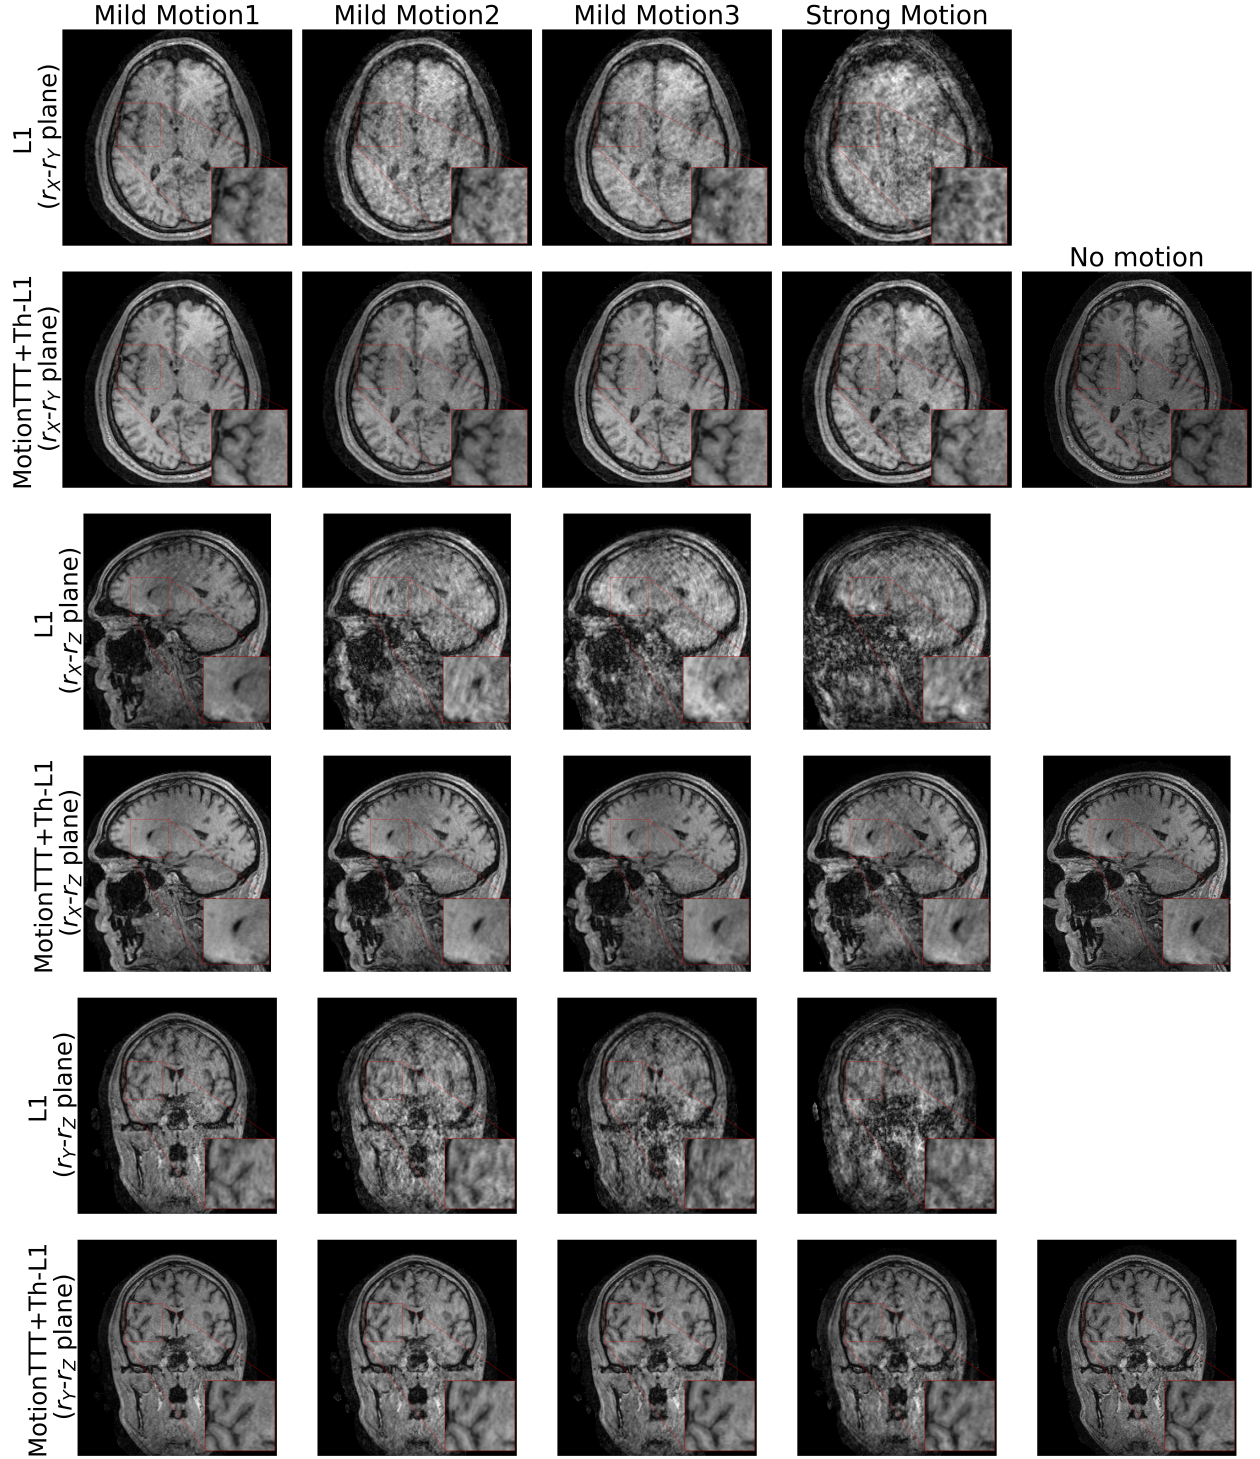 Mild Motion1
Mild Motion2
Mild Motion3
Strong Motion
L1
(rX-rY plane)
No motion
MotionTTT+Th-L1
(rX-rY plane)
L1
(rX-rZ plane)
MotionTTT+Th-L1
(rX-rZ plane)
L1
(rY-rZ plane)
MotionTTT+Th-L1
(rY-rZ plane)